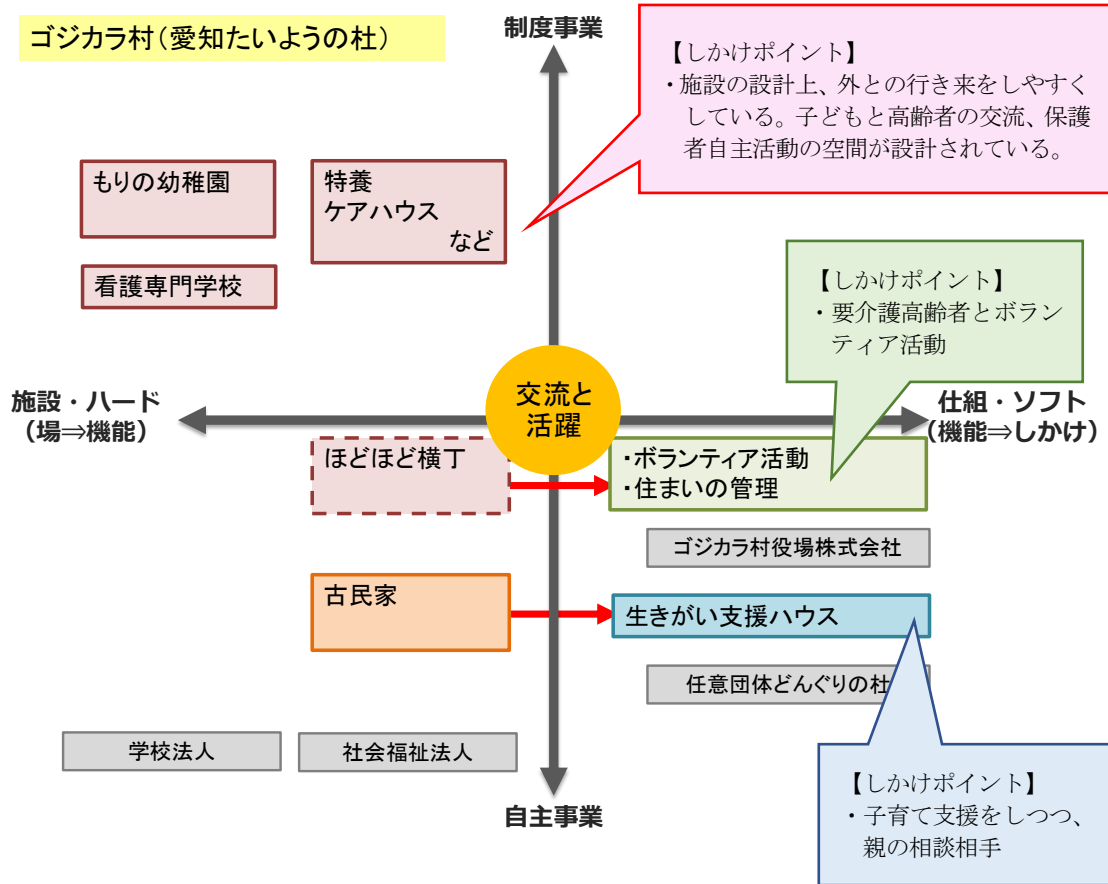 ゴジカラ村(愛知たいようの杜)
制度事業
【しかけポイント】
・施設の設計上、外との行き来をしやすく
している。子どもと高齢者の交流、保護
者自主活動の空間が設計されている。
もりの幼稚園
特養
ケアハウス
など
看護専門学校
【しかけポイント】
・要介護高齢者とボラン
ティア活動
施設・ハード
(場⇒機能)
交流と
活躍
仕組・ソフト
(機能⇒しかけ)
ほどほど横丁
・ボランティア活動
・住まいの管理
ゴジカラ村役場株式会社
古民家
生きがい支援ハウス
任意団体どんぐりの杜
学校法人
社会福祉法人
【しかけポイント】
・子育て支援をしつつ、
親の相談相手
自主事業